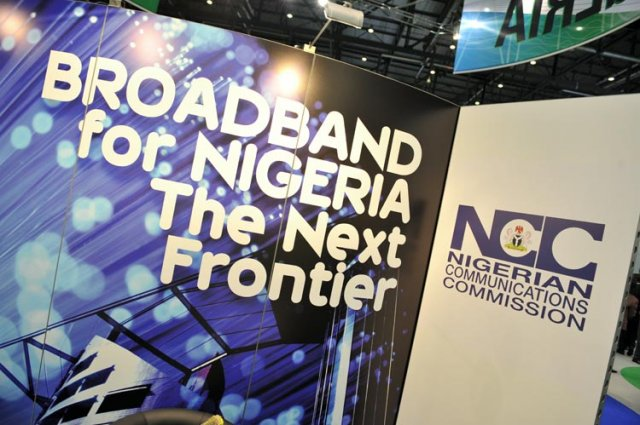 BROADBAND
for NIGERIA
The Next
Frontier
NCC
NIGERIAN
COMMUNICATIONS
COMMISSION